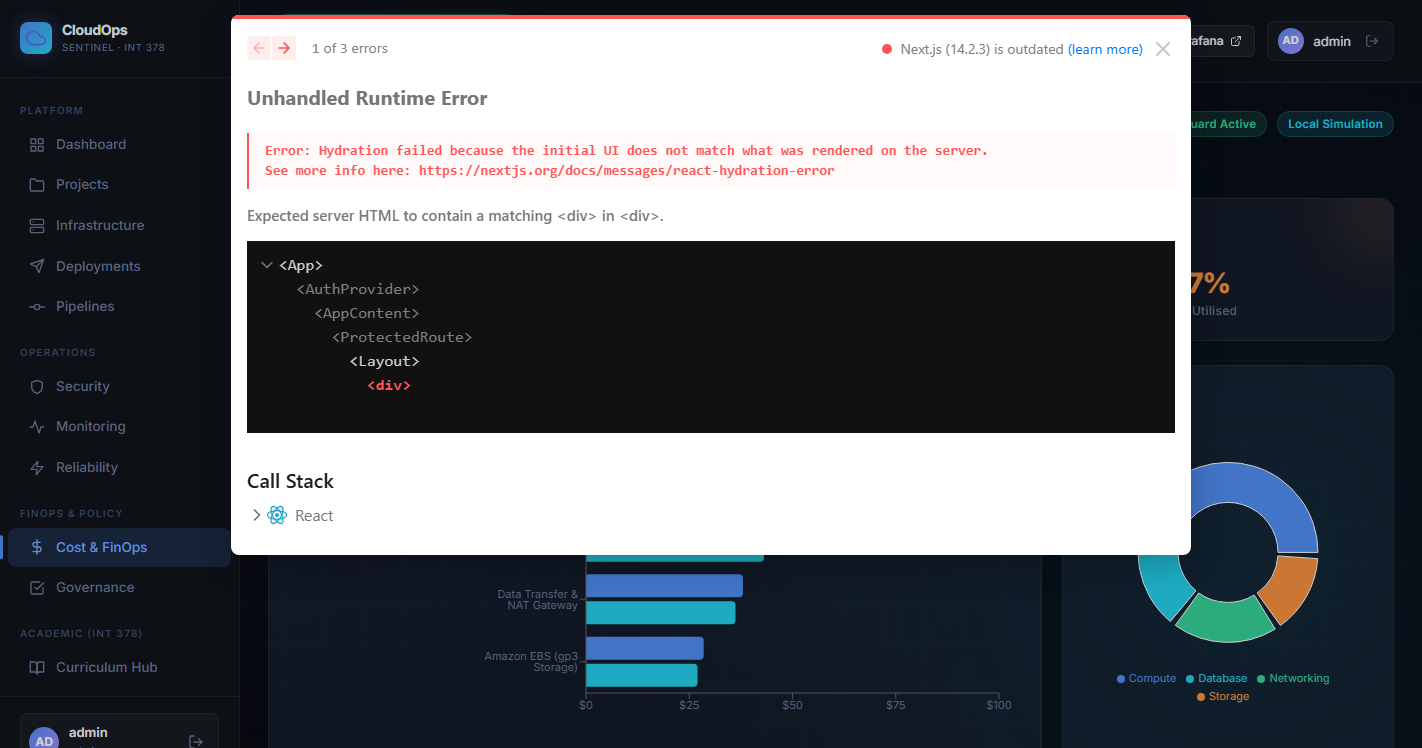 CloudOps
SENTINEL · INT 378
PLATFORM
Dashboard
Projects
Infrastructure
Deployments
Pipelines
OPERATIONS
Security
Monitoring
Reliability
FINOPS & POLICY
Cost & FinOps
Governance
ACADEMIC (INT 378)
Curriculum Hub
AD
admin
1 of 3 errors
Next.js (14.2.3) is outdated (learn more)
Unhandled Runtime Error
Error: Hydration failed because the initial UI does not match what was rendered on the server.
See more info here: https://nextjs.org/docs/messages/react-hydration-error
Expected server HTML to contain a matching <div> in <div>.
<App>
<AuthProvider>
<AppContent>
<ProtectedRoute>
<Layout>
<div>
Call Stack
React
AD
admin
Active
Local Simulation
7%
Utilised
Data Transfer &
NAT Gateway
Amazon EBS (gp3
Storage)
$0
$25
$50
$75
$100
Compute
Database
Networking
Storage